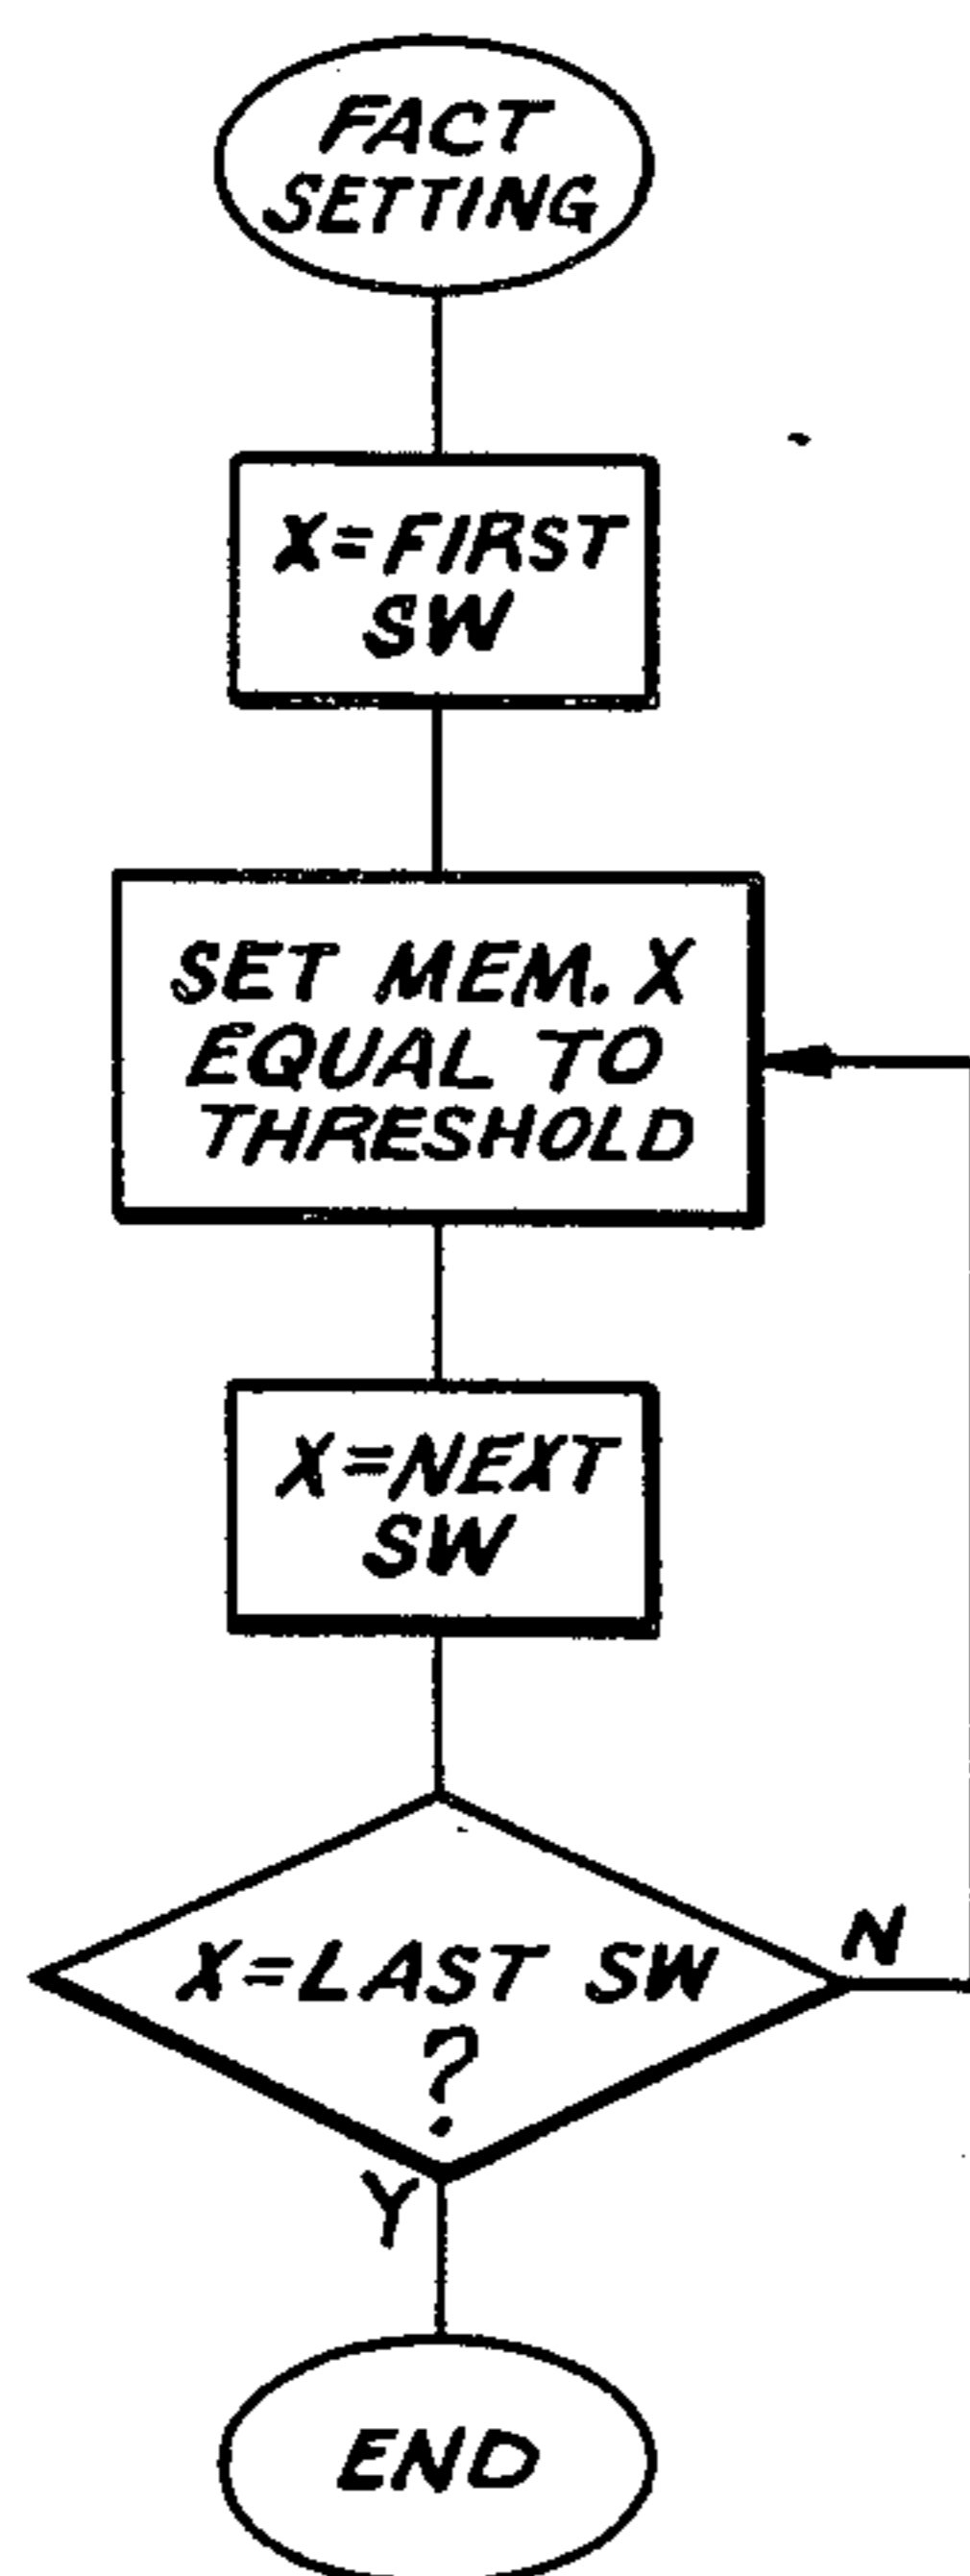 FACT
SETTING
X=FIRST
SW
SET MEM. X
EQUAL TO
THRESHOLD
X=NEXT
SW
X=LAST SW
?
N
Y
END